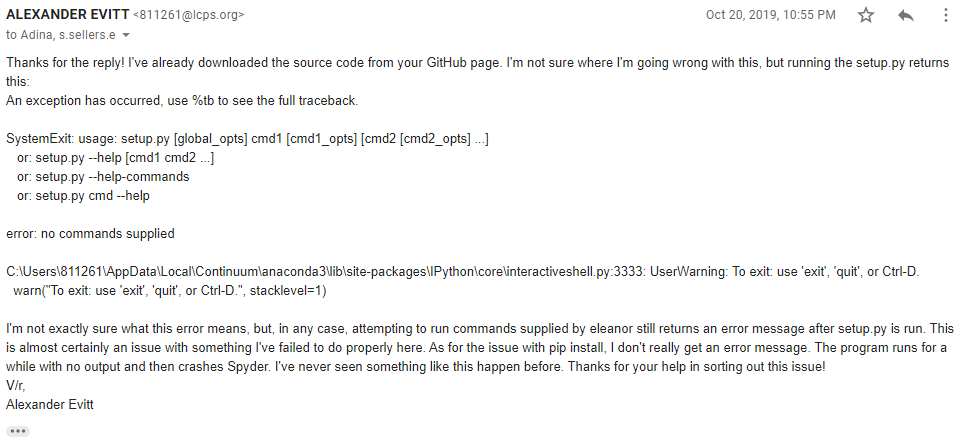 ALEXANDER EVITT <811261@lcps.org>
Oct 20, 2019, 10:55 PM
to Adina, s.sellers.e
Thanks for the reply! I've already downloaded the source code from your GitHub page. I'm not sure where I'm going wrong with this, but running the setup.py returns
this:
An exception has occurred, use %tb to see the full traceback.
SystemExit: usage: setup.py [global_opts] cmd1 [cmd1_opts] [cmd2 [cmd2_opts] ...]
or: setup.py --help [cmd1 cmd2 ...]
or: setup.py --help-commands
or: setup.py cmd --help
error: no commands supplied
C:\Users\811261\AppData\Local\Continuum\anaconda3\lib\site-packages\IPython\core\interactiveshell.py:3333: UserWarning: To exit: use 'exit', 'quit', or Ctrl-D.
warn("To exit: use 'exit', 'quit', or Ctrl-D.", stacklevel=1)
I'm not exactly sure what this error means, but, in any case, attempting to run commands supplied by eleanor still returns an error message after setup.py is run. This
is almost certainly an issue with something I've failed to do properly here. As for the issue with pip install, I don't really get an error message. The program runs for a
while with no output and then crashes Spyder. I've never seen something like this happen before. Thanks for your help in sorting out this issue!
V/r,
Alexander Evitt